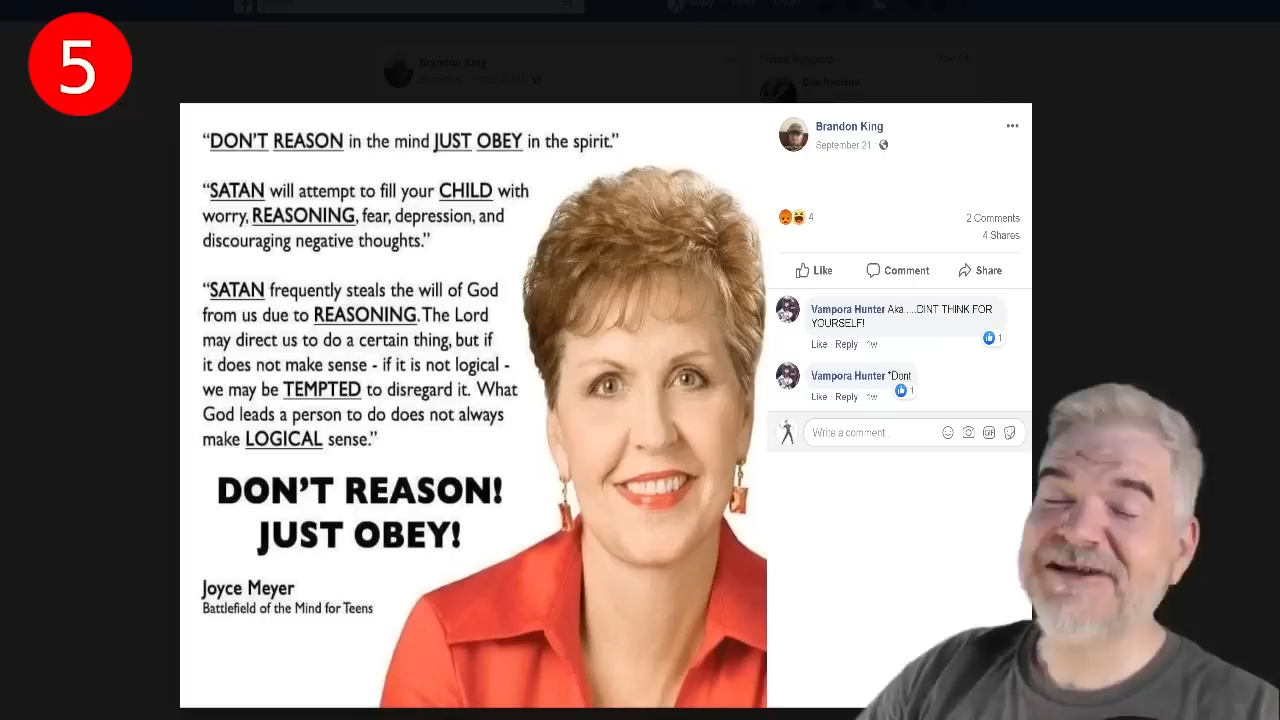 5
Brandon King
“DON’T REASON in the mind JUST OBEY in the spirit.”
“SATAN will attempt to fill your CHILD with
worry, REASONING, fear, depression, and
discouraging negative thoughts.”
“SATAN frequently steals the will of God
from us due to REASONING. The Lord
may direct us to do a certain thing, but if
it does not make sense - if it is not logical -
we may be TEMPTED to disregard it. What
God leads a person to do does not always
make LOGICAL sense.”
DON’T REASON!
JUST OBEY!
Joyce Meyer
Battlefield of the Mind for Teens
Brandon King
September 21
4
2 Comments
4 Shares
Like Comment Share
Vampora Hunter Aka.....DINT THINK FOR
YOURSELF!
1
Like · Reply · 1w
Vampora Hunter *Dont
1
Like · Reply · 1w
Write a comment...
GIF